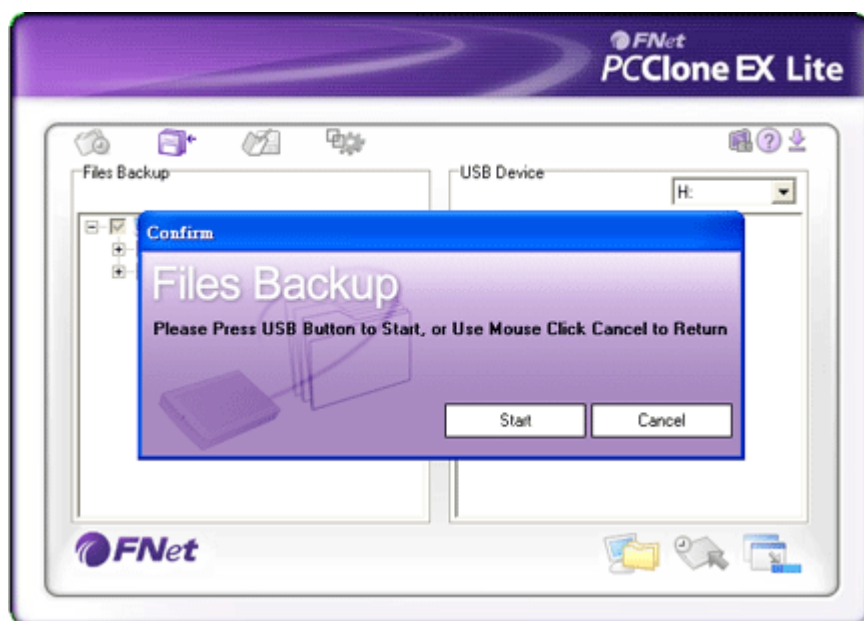 FNet
PCClone EX Lite
Files Backup
USB Device
H:
Confirm
Files Backup
Please Press USB Button to Start, or Use Mouse Click Cancel to Return
Start
Cancel
FNet